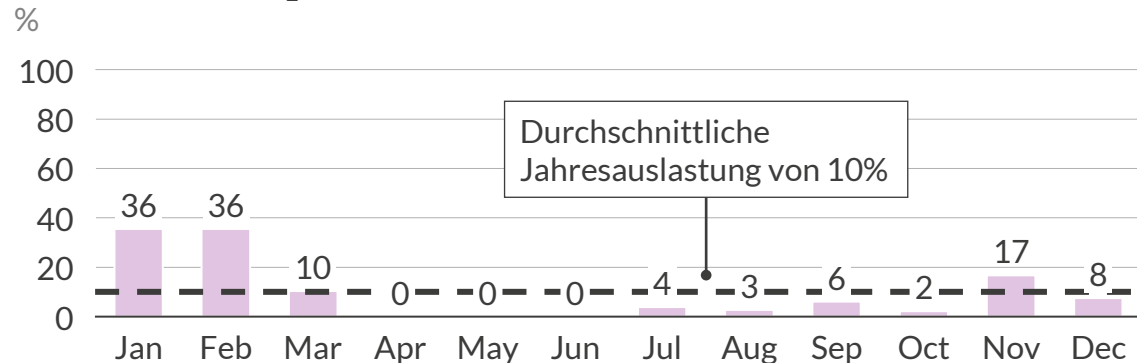 %
100
80
60
40
20
0
Durchschnittliche
Jahresauslastung von 10%
36 36 10 0 0 0 4 3 6 2 17 8
Jan Feb Mar Apr May Jun Jul Aug Sep Oct Nov Dec